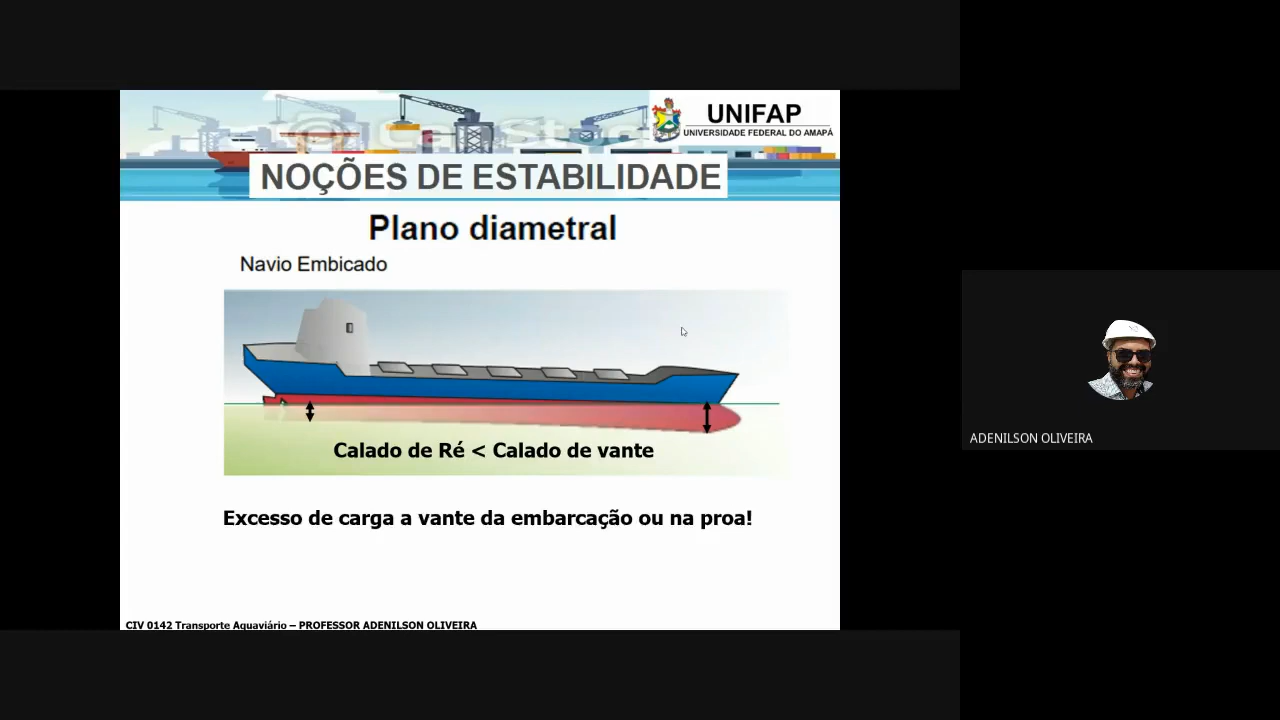 UNIFAP
UNIVERSIDADE FEDERAL DO AMAPÁ
NOÇÕES DE ESTABILIDADE
Plano diametral
Navio Embicado
Calado de Ré < Calado de vante
Excesso de carga a vante da embarcação ou na proa!
CIV 0142 Transporte Aquaviário – PROFESSOR ADENILSON OLIVEIRA
ADENILSON OLIVEIRA